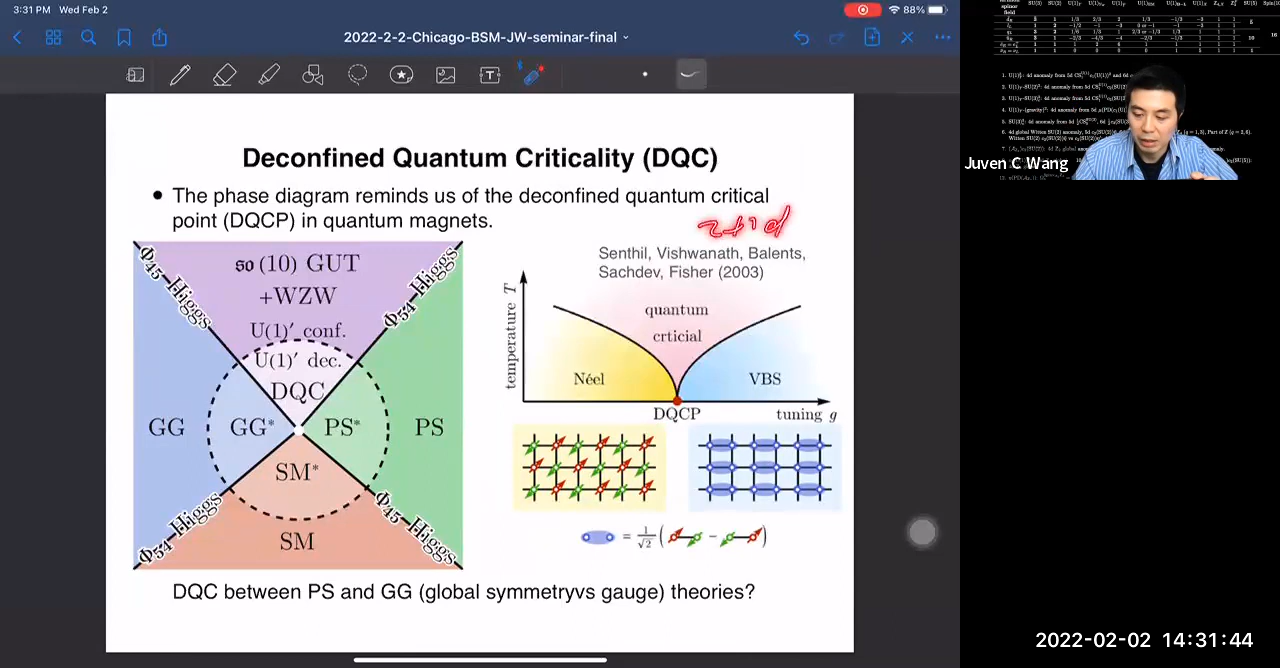 3:31 PM Wed Feb 2
88%
2022-2-2-Chicago-BSM-JW-seminar-final
Deconfined Quantum Criticality (DQC)
• The phase diagram reminds us of the deconfined quantum critical
point (DQCP) in quantum magnets.
2+1 d
Senthil, Vishwanath, Balents,
Sachdev, Fisher (2003)
Φ45 Higgs
𝔰𝔬(10) GUT
+WZW
U(1)′ conf.
Φ54 Higgs
U(1)′ dec.
DQC
GG
GG*
PS*
PS
SM*
Φ54 Higgs
SM
Φ45 Higgs
temperature T
quantum
crticial
Néel
VBS
DQCP
tuning g
= 1/√2 ( − )
DQC between PS and GG (global symmetryvs gauge) theories?
Juven C Wang
2022-02-02 14:31:44